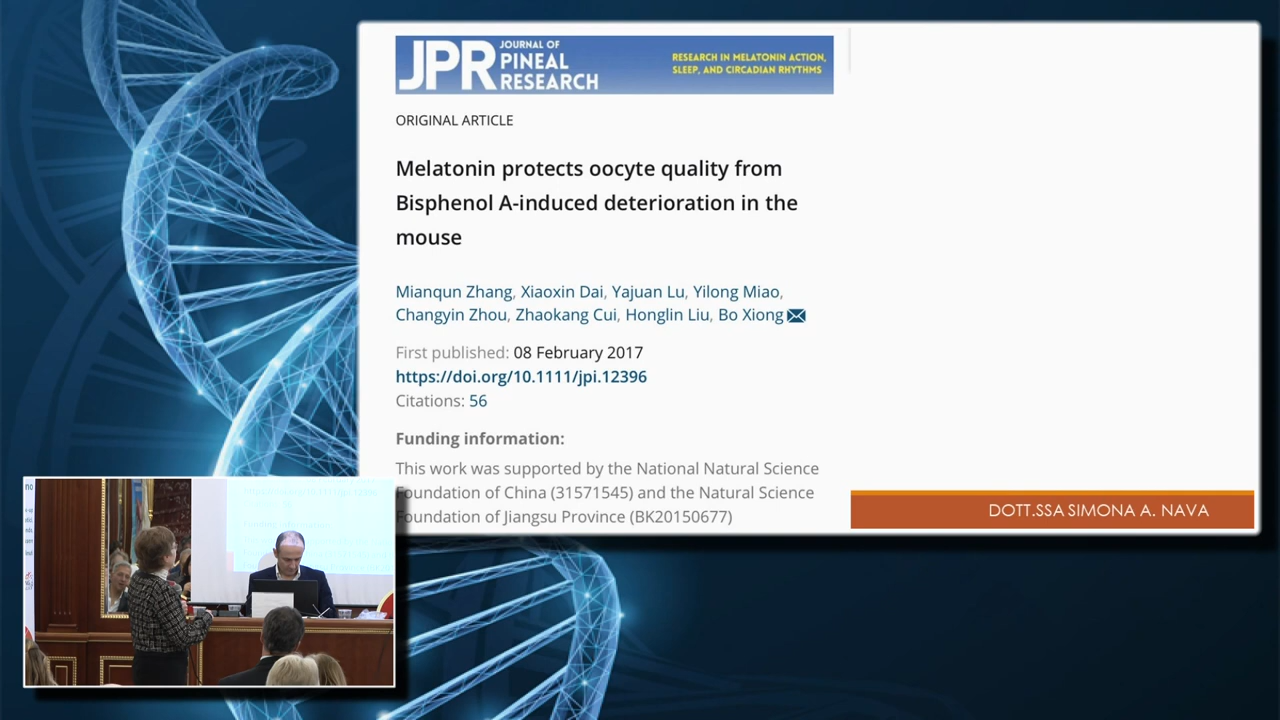 JPR JOURNAL OF
PINEAL
RESEARCH
RESEARCH IN MELATONIN ACTION,
SLEEP, AND CIRCADIAN RHYTHMS
ORIGINAL ARTICLE
Melatonin protects oocyte quality from
Bisphenol A-induced deterioration in the
mouse
Mianqun Zhang, Xiaoxin Dai, Yajuan Lu, Yilong Miao,
Changyin Zhou, Zhaokang Cui, Honglin Liu, Bo Xiong
First published: 08 February 2017
https://doi.org/10.1111/jpi.12396
Citations: 56
Funding information:
This work was supported by the National Natural Science
Foundation of China (31571545) and the Natural Science
Foundation of Jiangsu Province (BK20150677)
DOTT.SSA SIMONA A. NAVA
no